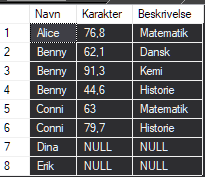 Navn Karakter Beskrivelse
1 Alice 76,8 Matematik
2 Benny 62,1 Dansk
3 Benny 91,3 Kemi
4 Benny 44,6 Historie
5 Conni 63 Matematik
6 Conni 79,7 Historie
7 Dina NULL NULL
8 Erik NULL NULL